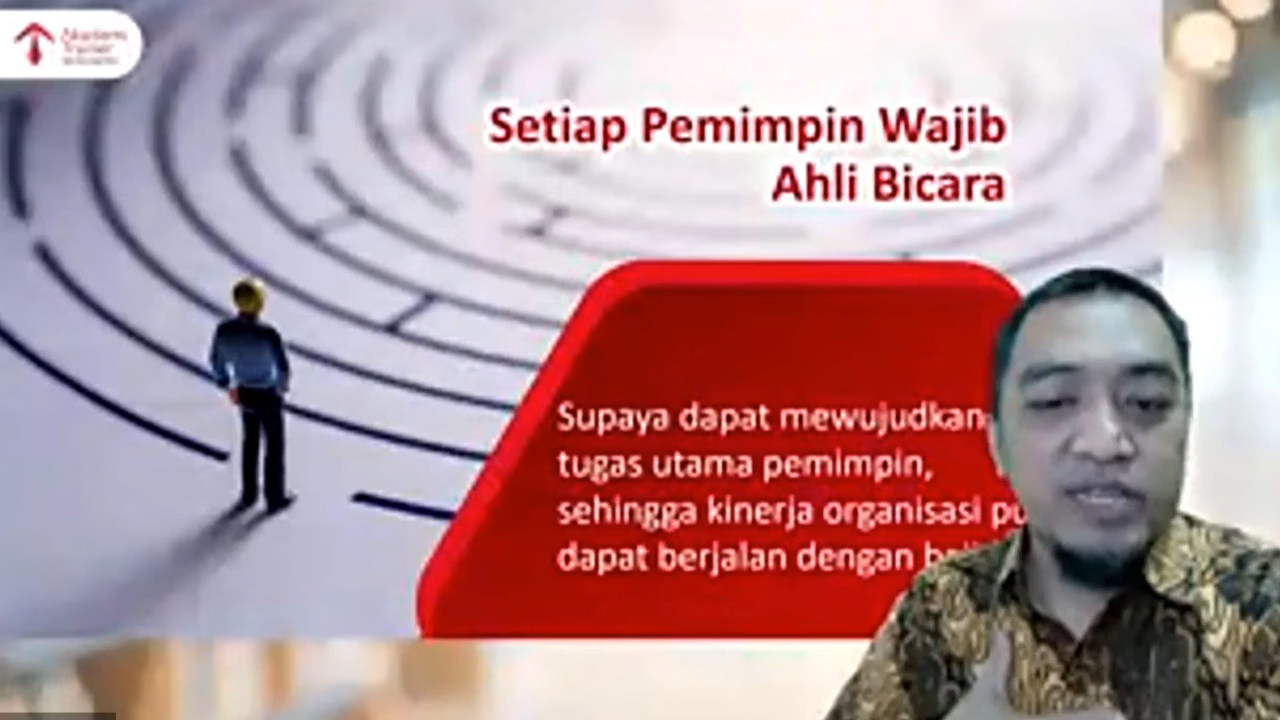 Akademi
Trainer
Setiap Pemimpin Wajib
Ahli Bicara
Supaya dapat mewujudkan
tugas utama pemimpin,
sehingga kinerja organisasi pu
dapat berjalan dengan